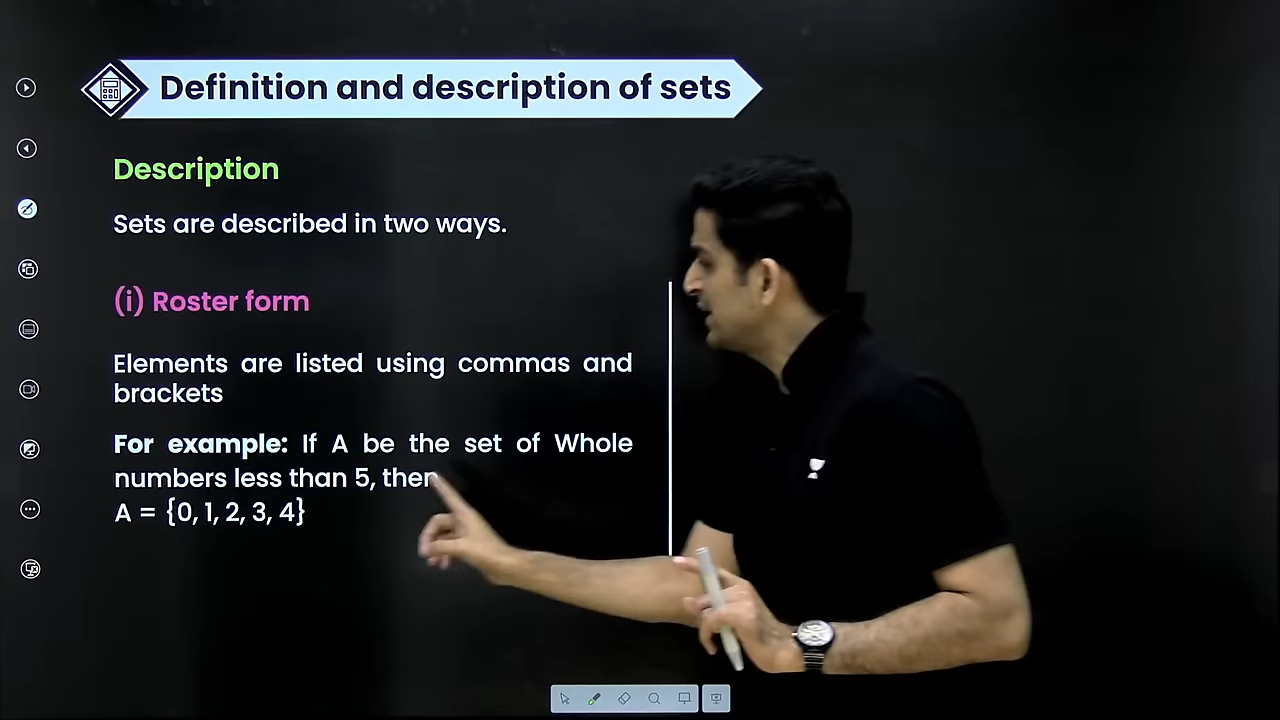 Definition and description of sets
Description
Sets are described in two ways.
(i) Roster form
Elements are listed using commas and
brackets
For example: If A be the set of Whole
numbers less than 5, then
A = {0, 1, 2, 3, 4}